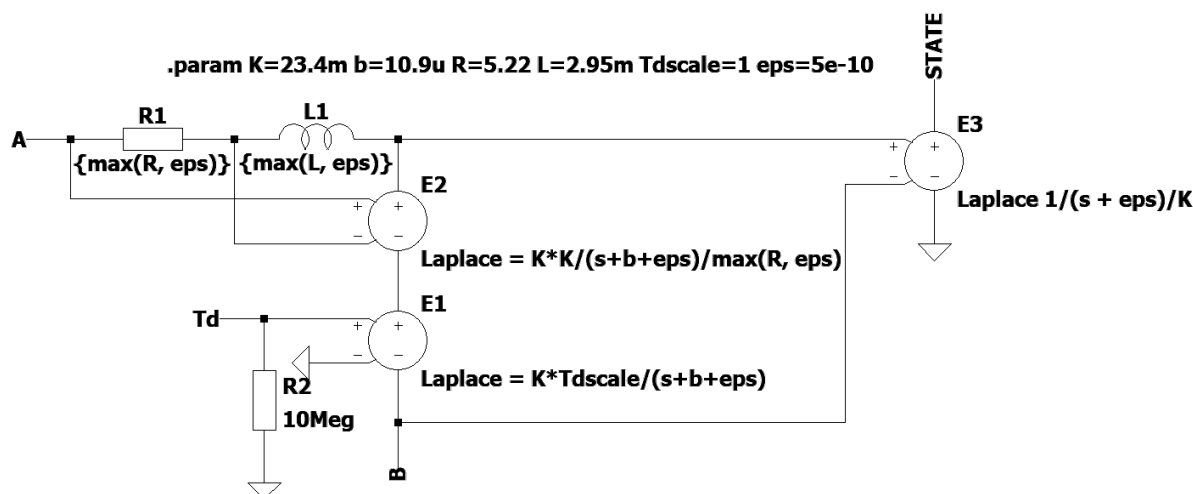 .param K=23.4m b=10.9u R=5.22 L=2.95m Tdscale=1 eps=5e-10
STATE
R1
L1
E3
A
{max(R, eps)}
{max(L, eps)}
+
+
-
-
E2
Laplace 1/(s + eps)/K
+
+
-
-
Laplace = K*K/(s+b+eps)/max(R, eps)
E1
Td
+
+
-
-
R2
Laplace = K*Tdscale/(s+b+eps)
10Meg
B